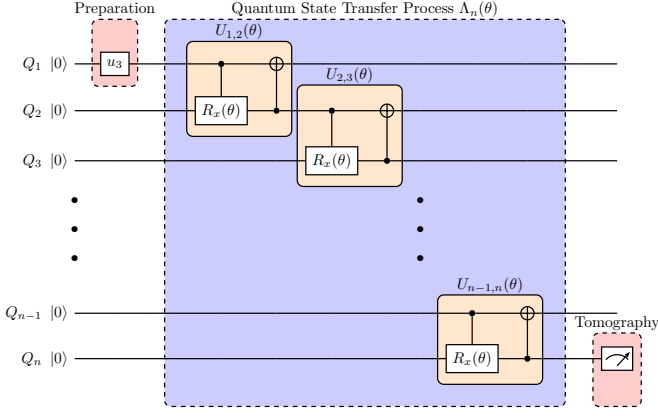 Preparation
Quantum State Transfer Process Λₙ(θ)
U₁,₂(θ)
Q₁ |0⟩ u₃
U₂,₃(θ)
Q₂ |0⟩ Rₓ(θ)
Q₃ |0⟩ Rₓ(θ)
Uₙ₋₁,ₙ(θ)
Qₙ₋₁ |0⟩
Tomography
Qₙ |0⟩ Rₓ(θ)